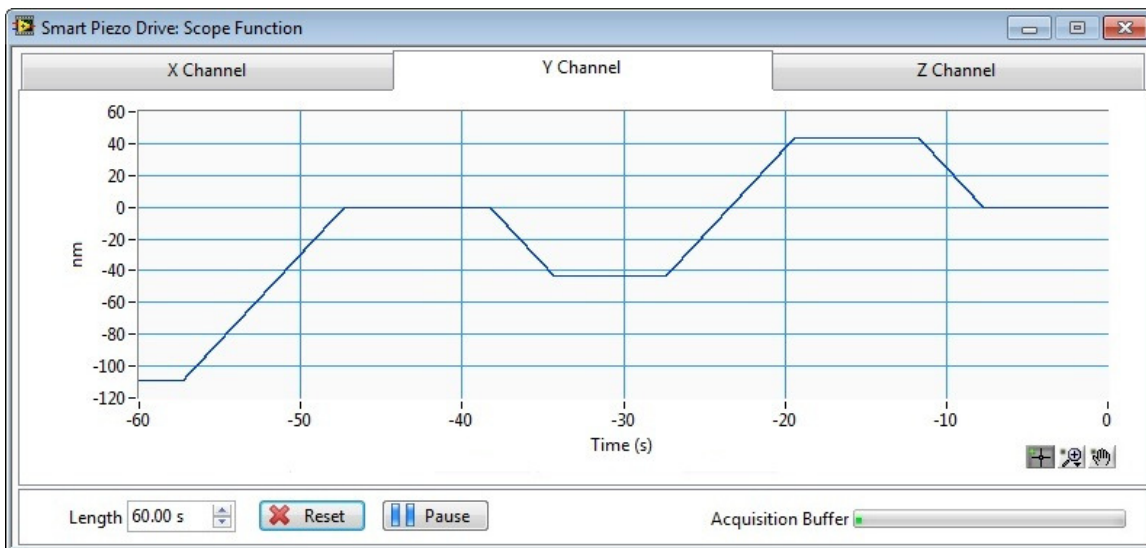 Smart Piezo Drive: Scope Function
X Channel
Y Channel
Z Channel
60
40
20
0
-20
-40
-60
-80
-100
-120
nm
-60
-50
-40
-30
-20
-10
0
Time (s)
Length 60.00 s
Reset
Pause
Acquisition Buffer